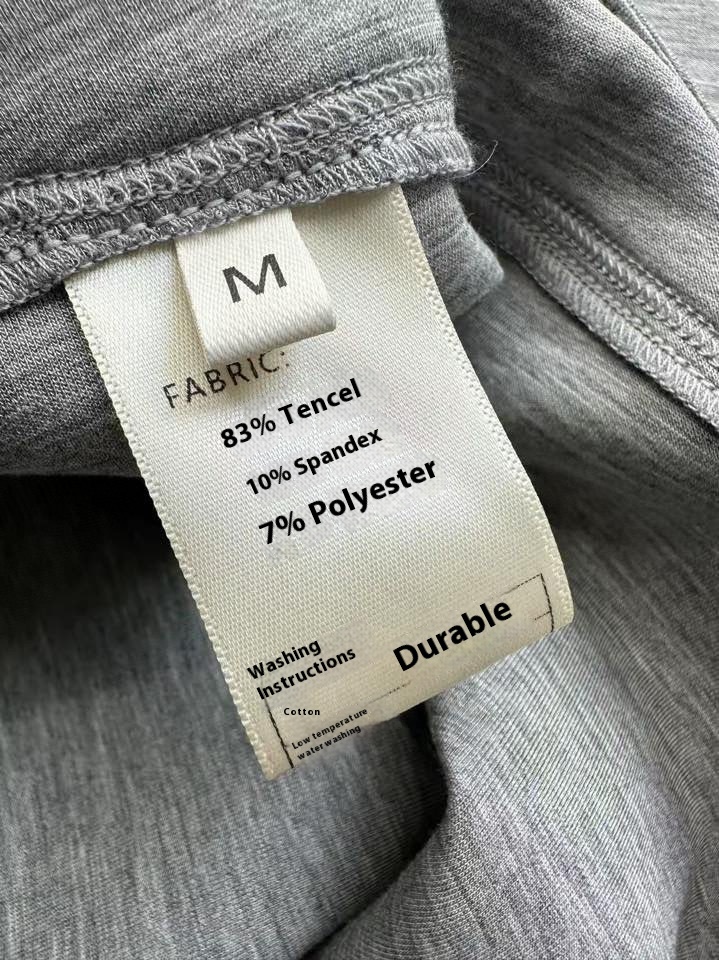 M
FABRIC:
83% Tencel
10% Spandex
7% Polyester
Washing
Instructions
Durable
Cotton
Low temperature
water washing